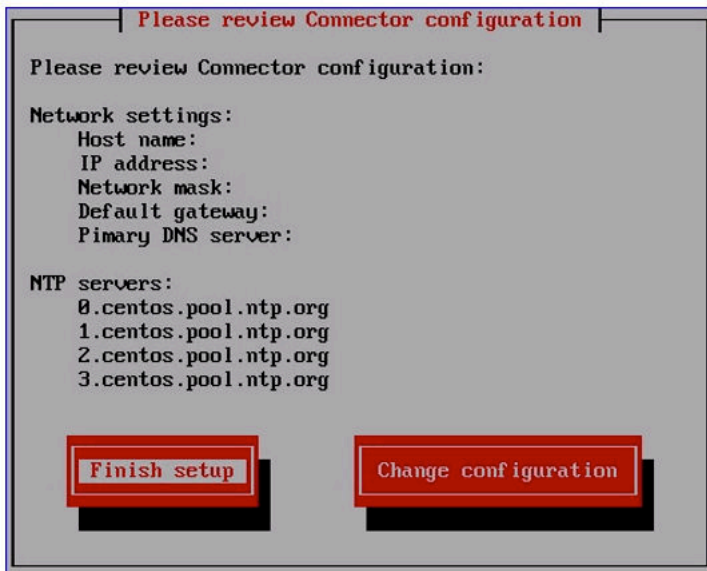 Please review Connector configuration
Please review Connector configuration:
Network settings:
Host name:
IP address:
Network mask:
Default gateway:
Pimary DNS server:
NTP servers:
0.centos.pool.ntp.org
1.centos.pool.ntp.org
2.centos.pool.ntp.org
3.centos.pool.ntp.org
Finish setup
Change configuration